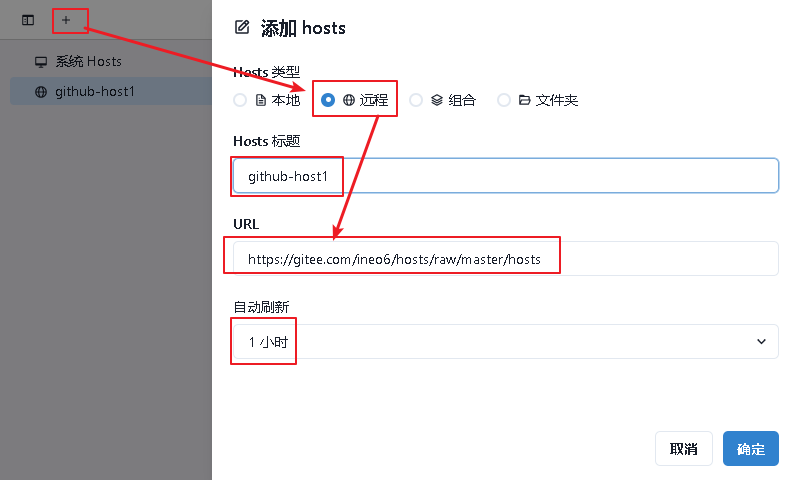 添加 hosts
系统 Hosts
github-host1
Hosts 类型
本地 远程 组合 文件夹
Hosts 标题
github-host1
URL
https://gitee.com/ineo6/hosts/raw/master/hosts
自动刷新
1 小时
取消 确定